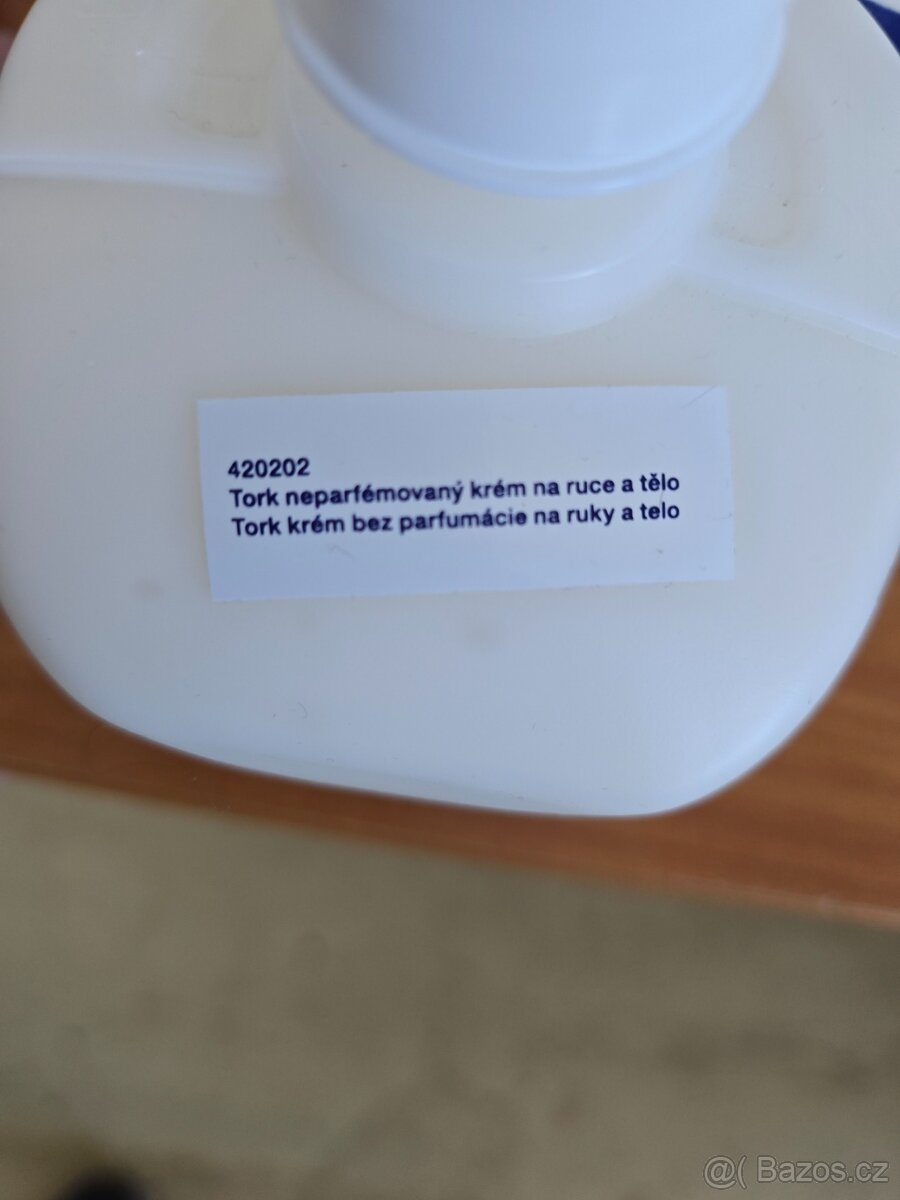 420202
Tork neparfémovaný krém na ruce a tělo
Tork krém bez parfumácie na ruky a telo
@( Bazos.cz